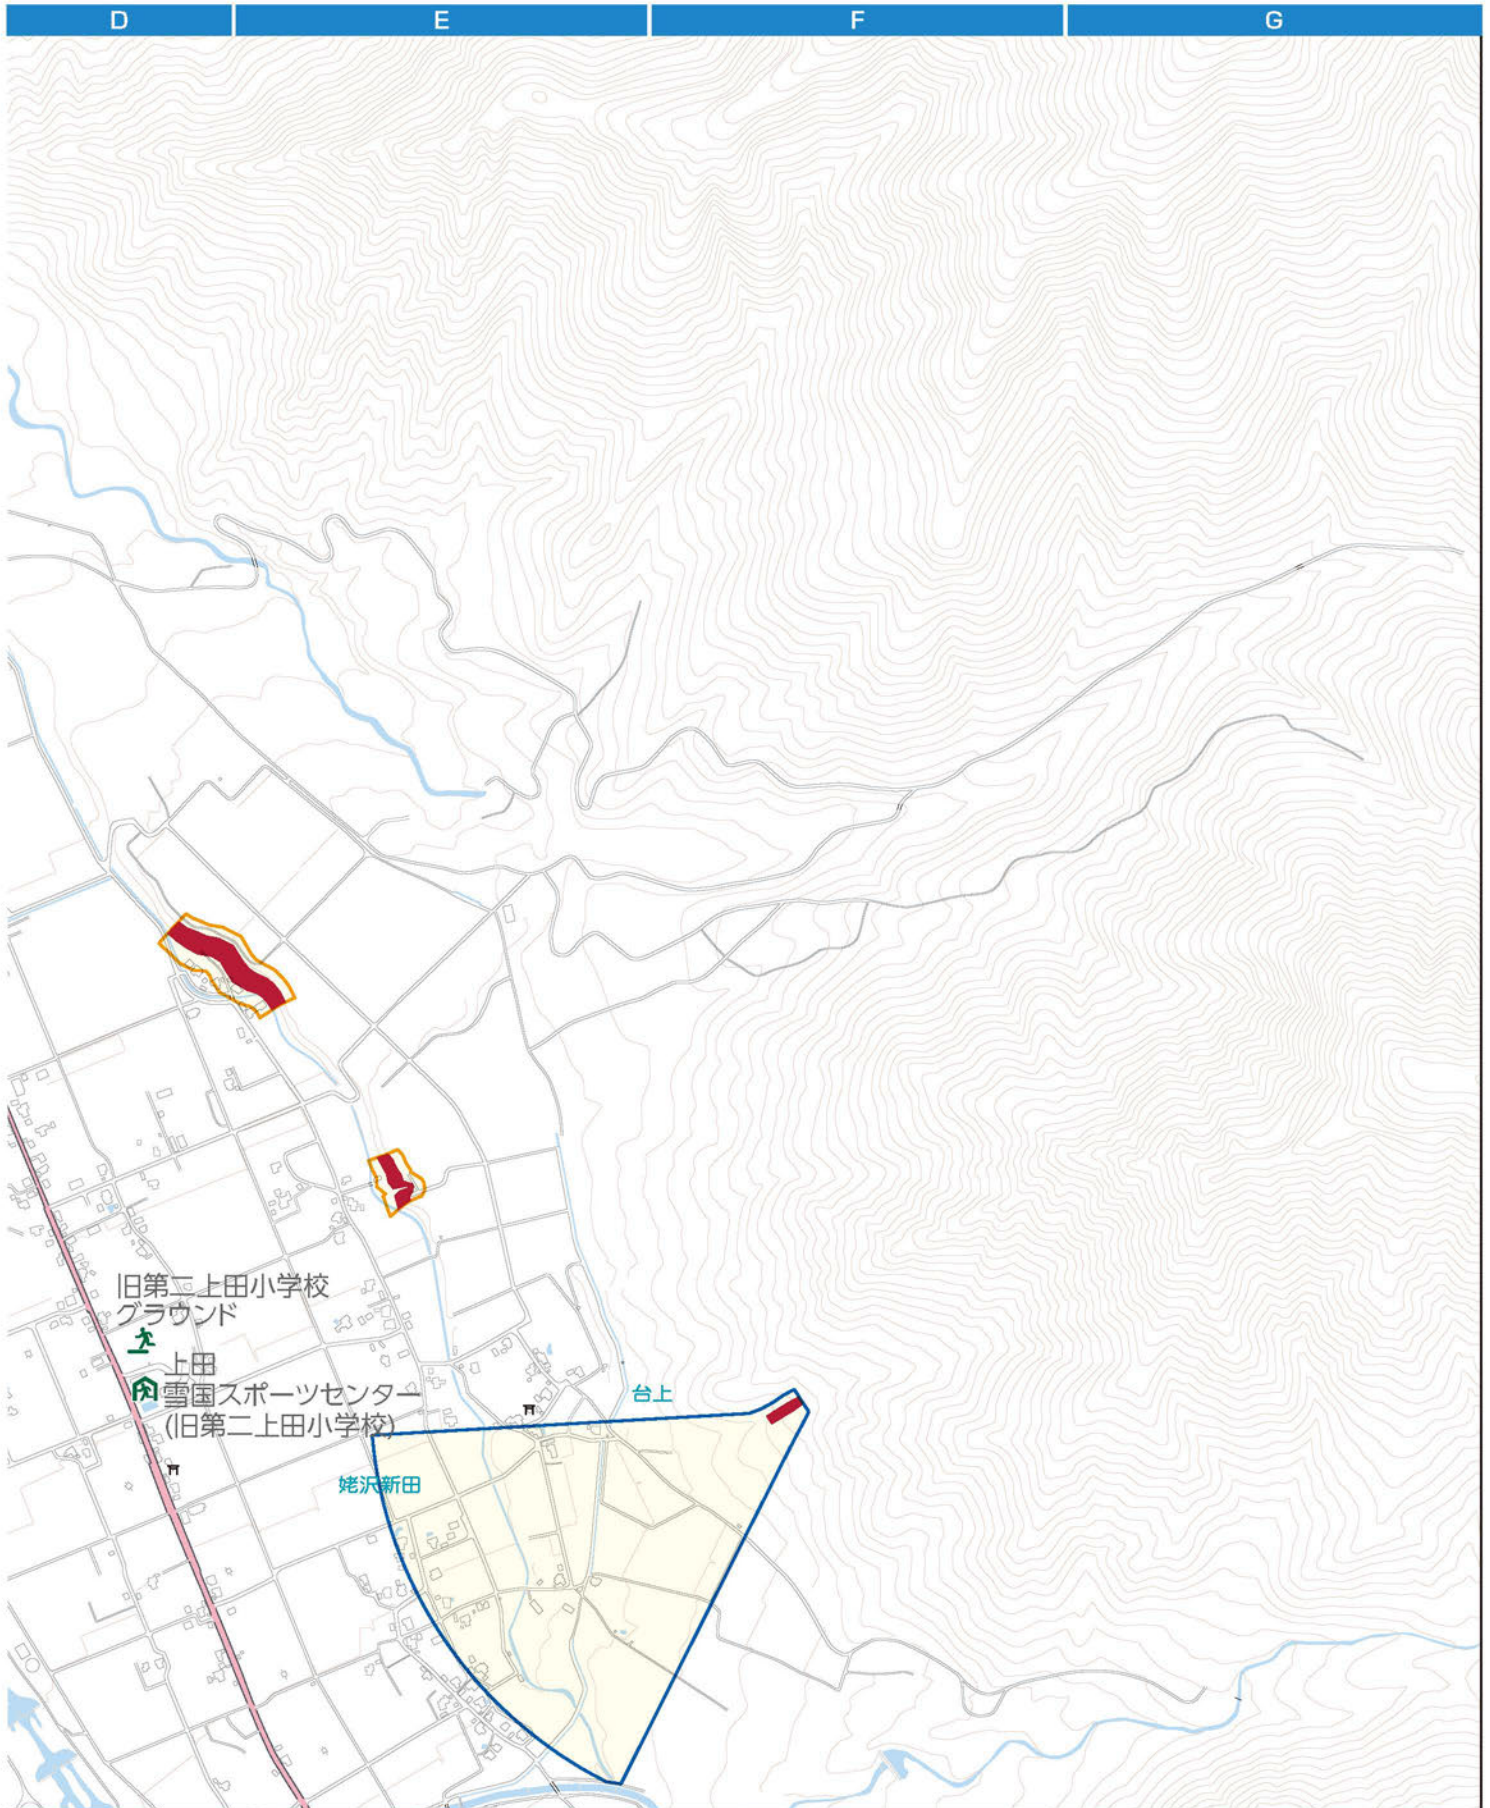 D
E
F
G
旧第二上田小学校
グラウンド
上田
雪国スポーツセンター
(旧第二上田小学校)
台上
姥沢新田